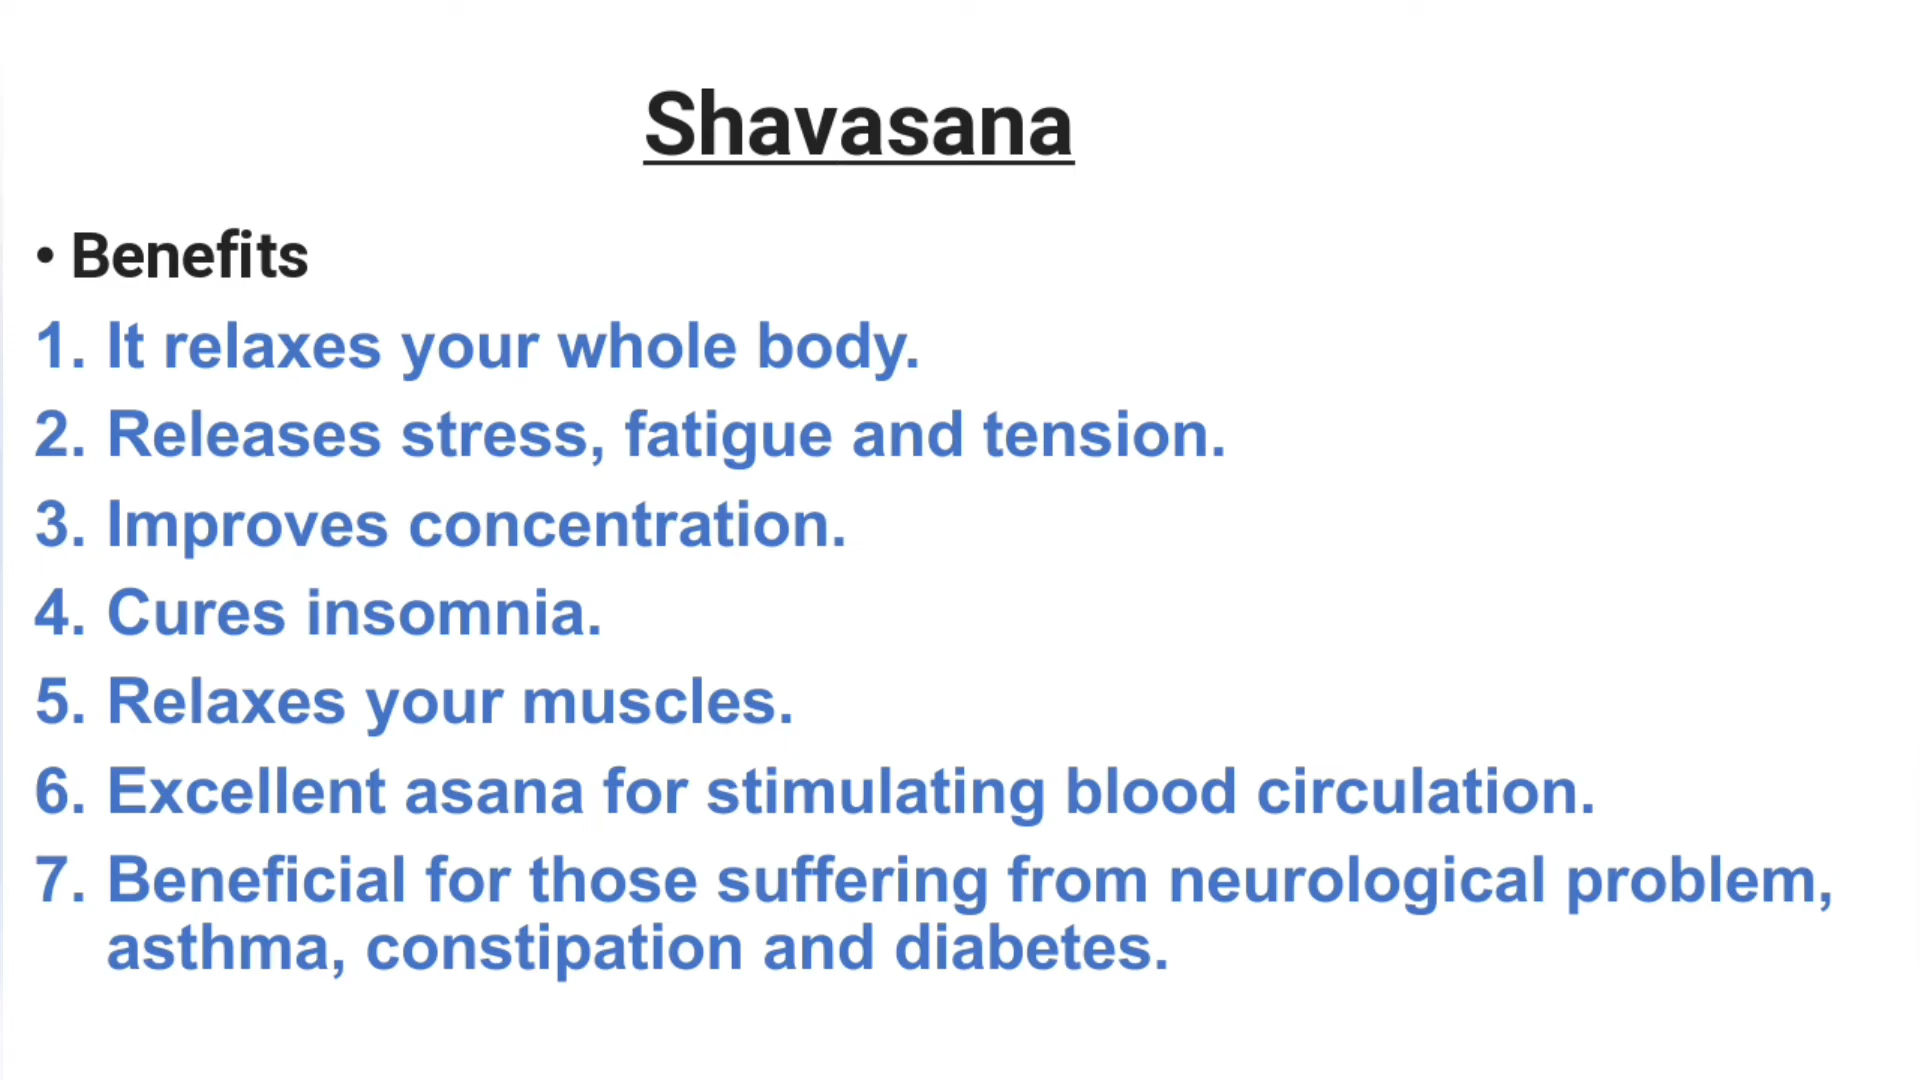 Shavasana
• Benefits
1. It relaxes your whole body.
2. Releases stress, fatigue and tension.
3. Improves concentration.
4. Cures insomnia.
5. Relaxes your muscles.
6. Excellent asana for stimulating blood circulation.
7. Beneficial for those suffering from neurological problem,
asthma, constipation and diabetes.